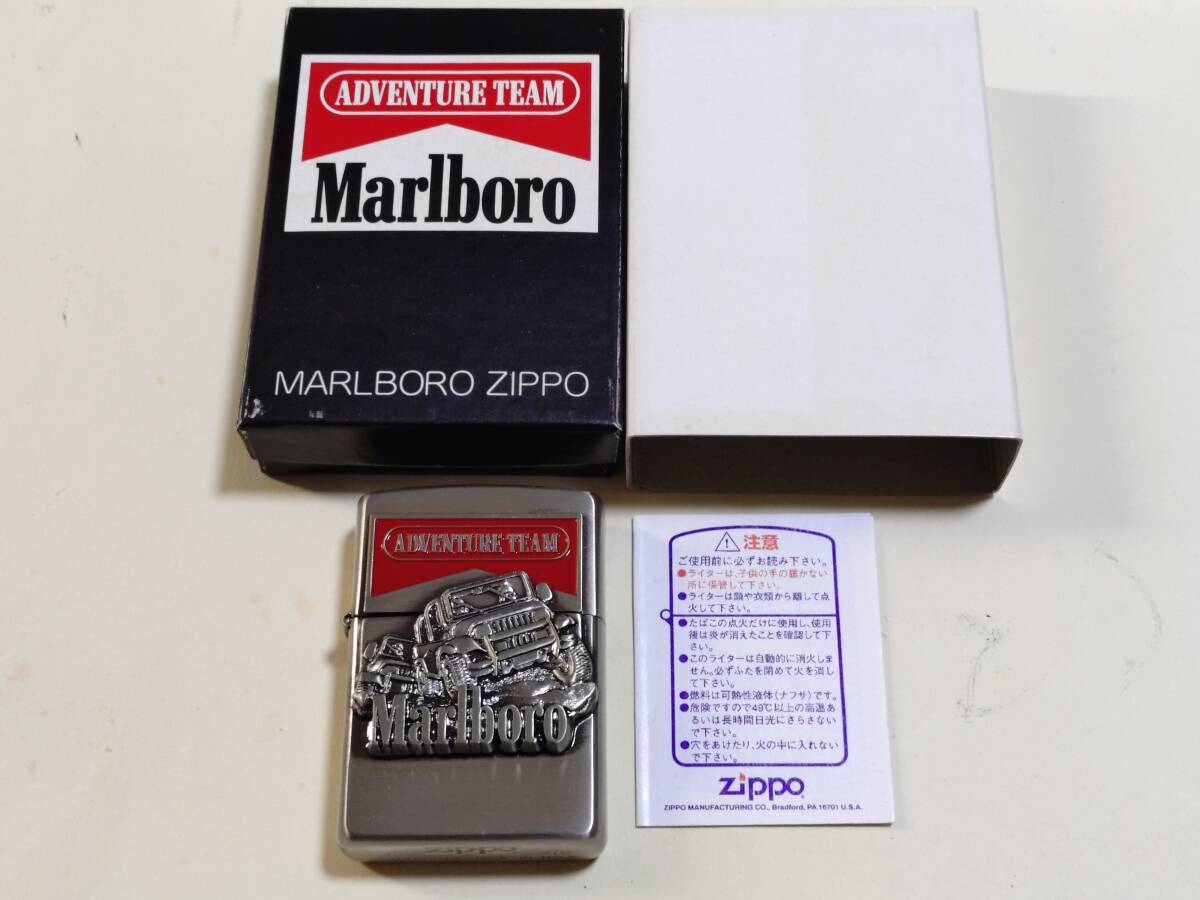 ADVENTURE TEAM
Marlboro
MARLBORO ZIPPO
ADVENTURE TEAM
Marlboro
zippo
注意
ご使用前に必ずお読み下さい。
●ライターは、子供の手の届かない
所に保管して下さい。
●ライターは顔や衣類から離して点
火して下さい。
●たばこの点火だけに使用し、使用
後は炎が消えたことを確認して下
さい。
●このライターは自動的に消火しま
せん。必ずふたを閉めて火を消し
て下さい。
●燃料は可熱性液体(ナフサ)です。
●危険ですので49℃以上の高温あ
るいは長時間日光にさらさない
で下さい。
●穴をあけたり、火の中に入れない
で下さい。
zippo
ZIPPO MANUFACTURING CO., Bradford, PA 16701 U.S.A.